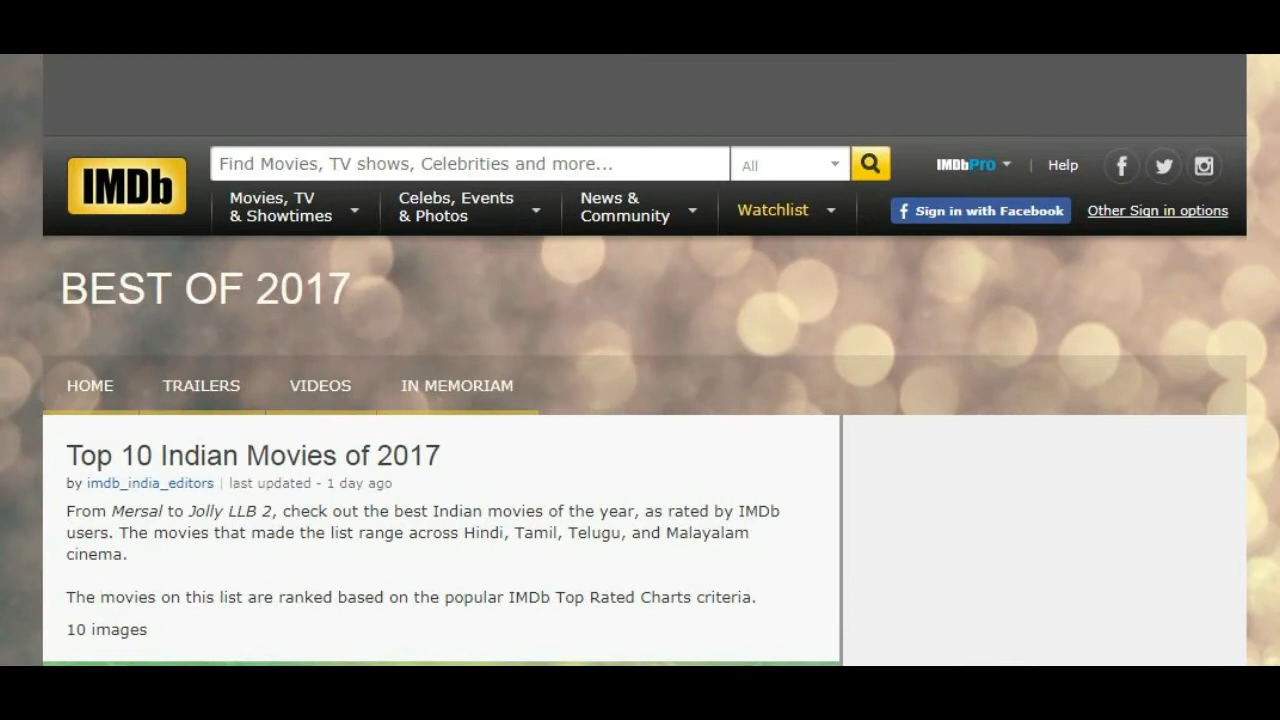 IMDb
Find Movies, TV shows, Celebrities and more...
All
IMDbPro
Help
Movies, TV
& Showtimes
Celebs, Events
& Photos
News &
Community
Watchlist
f Sign in with Facebook
Other Sign in options
BEST OF 2017
HOME TRAILERS VIDEOS IN MEMORIAM
Top 10 Indian Movies of 2017
by imdb_india_editors | last updated - 1 day ago
From Mersal to Jolly LLB 2, check out the best Indian movies of the year, as rated by IMDb
users. The movies that made the list range across Hindi, Tamil, Telugu, and Malayalam
cinema.
The movies on this list are ranked based on the popular IMDb Top Rated Charts criteria.
10 images